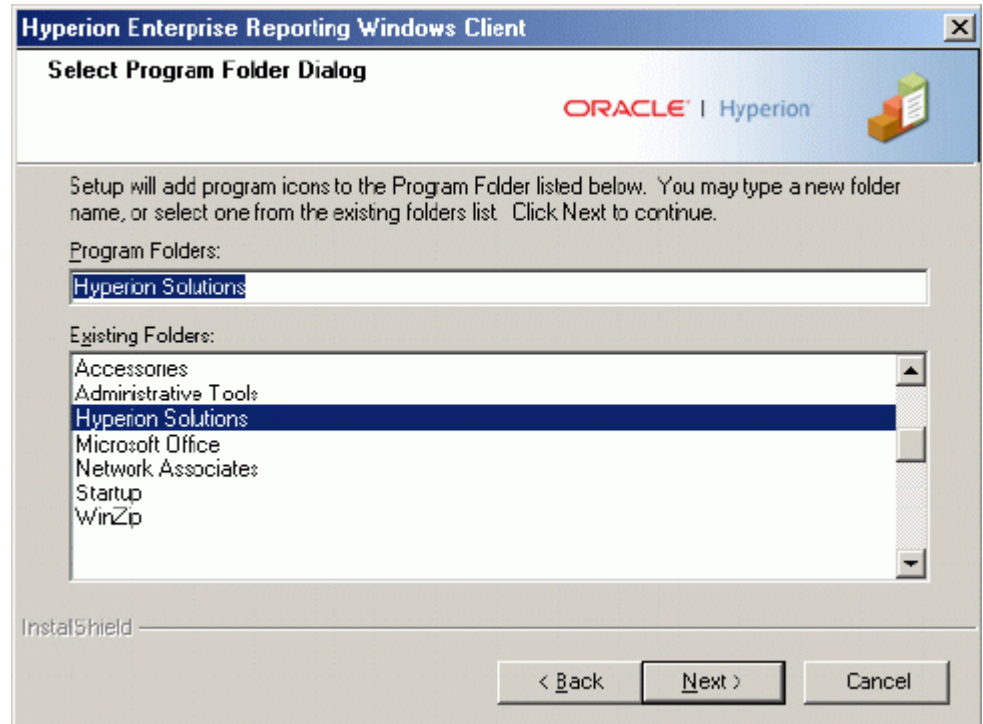 Hyperion Enterprise Reporting Windows Client
Select Program Folder Dialog
ORACLE | Hyperion
Setup will add program icons to the Program Folder listed below. You may type a new folder
name, or select one from the existing folders list. Click Next to continue.
Program Folders:
Hyperion Solutions
Existing Folders:
Accessories
Administrative Tools
Hyperion Solutions
Microsoft Office
Network Associates
Startup
WinZip
InstallShield
< Back
Next >
Cancel